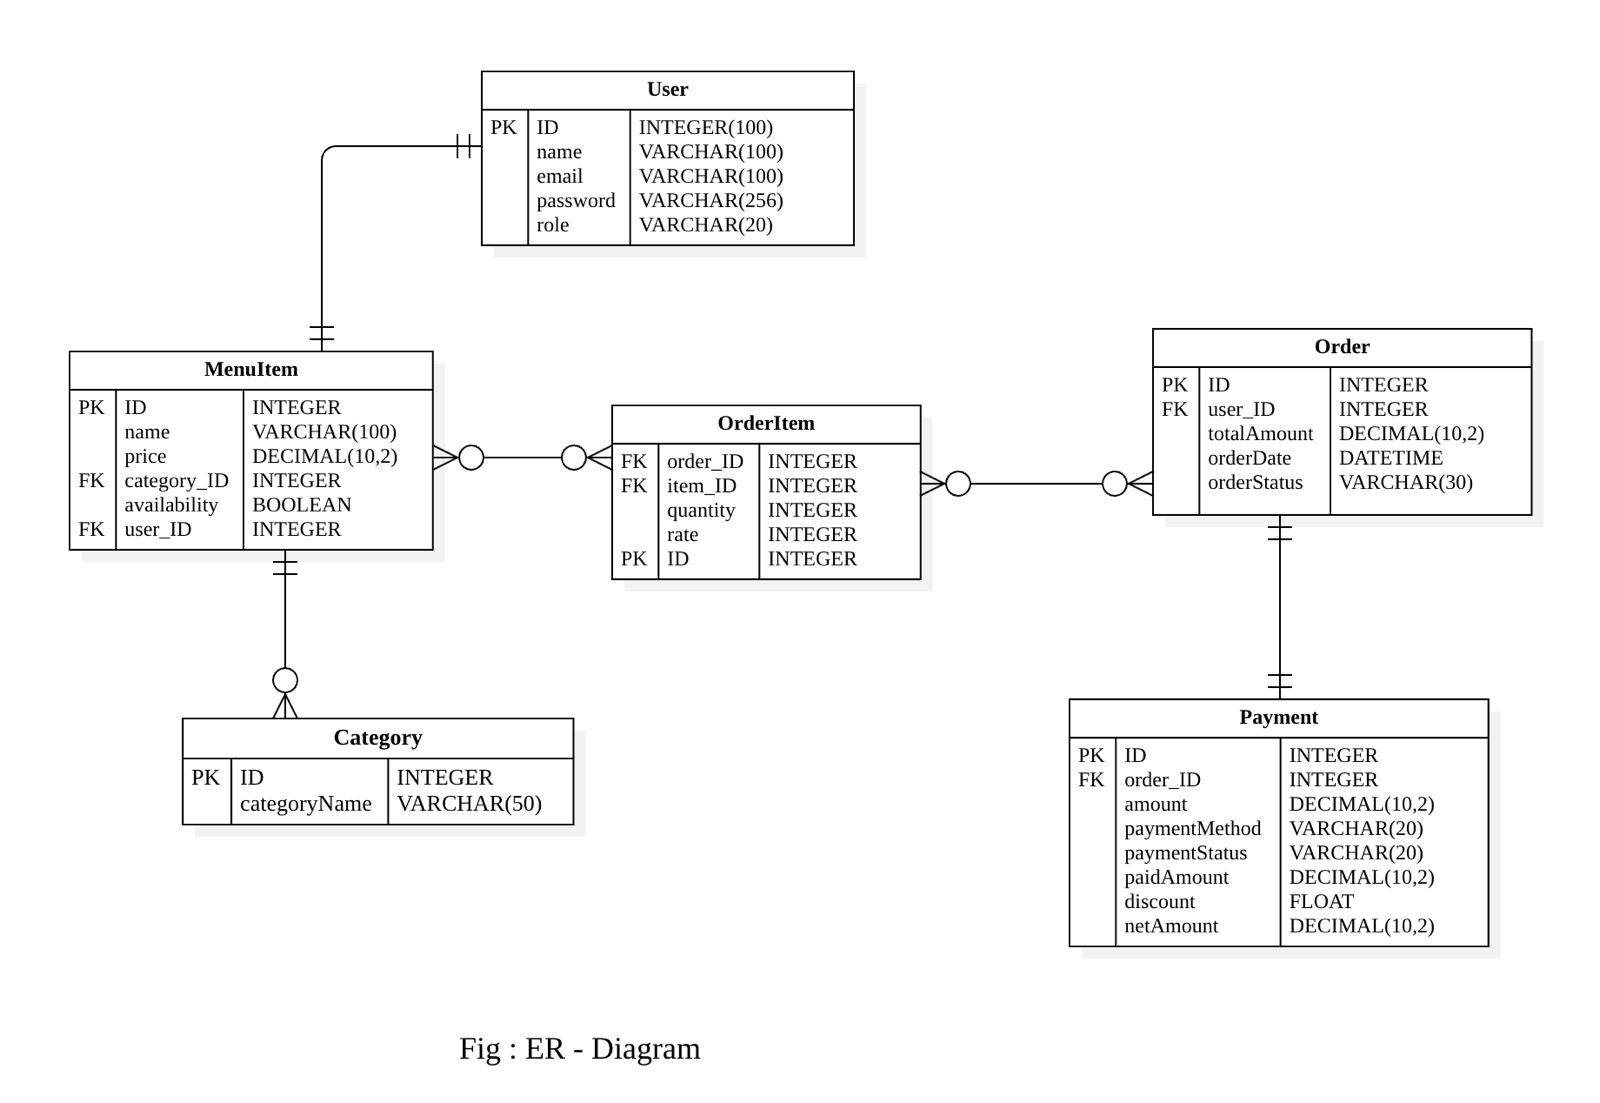 User
PK ID INTEGER(100)
name VARCHAR(100)
email VARCHAR(100)
password VARCHAR(256)
role VARCHAR(20)
MenuItem
PK ID INTEGER
name VARCHAR(100)
price DECIMAL(10,2)
FK category_ID INTEGER
availability BOOLEAN
FK user_ID INTEGER
OrderItem
FK order_ID INTEGER
FK item_ID INTEGER
quantity INTEGER
rate INTEGER
PK ID INTEGER
Order
PK ID INTEGER
FK user_ID INTEGER
totalAmount DECIMAL(10,2)
orderDate DATETIME
orderStatus VARCHAR(30)
Category
PK ID INTEGER
categoryName VARCHAR(50)
Payment
PK ID INTEGER
FK order_ID INTEGER
amount DECIMAL(10,2)
paymentMethod VARCHAR(20)
paymentStatus VARCHAR(20)
paidAmount DECIMAL(10,2)
discount FLOAT
netAmount DECIMAL(10,2)
Fig : ER - Diagram